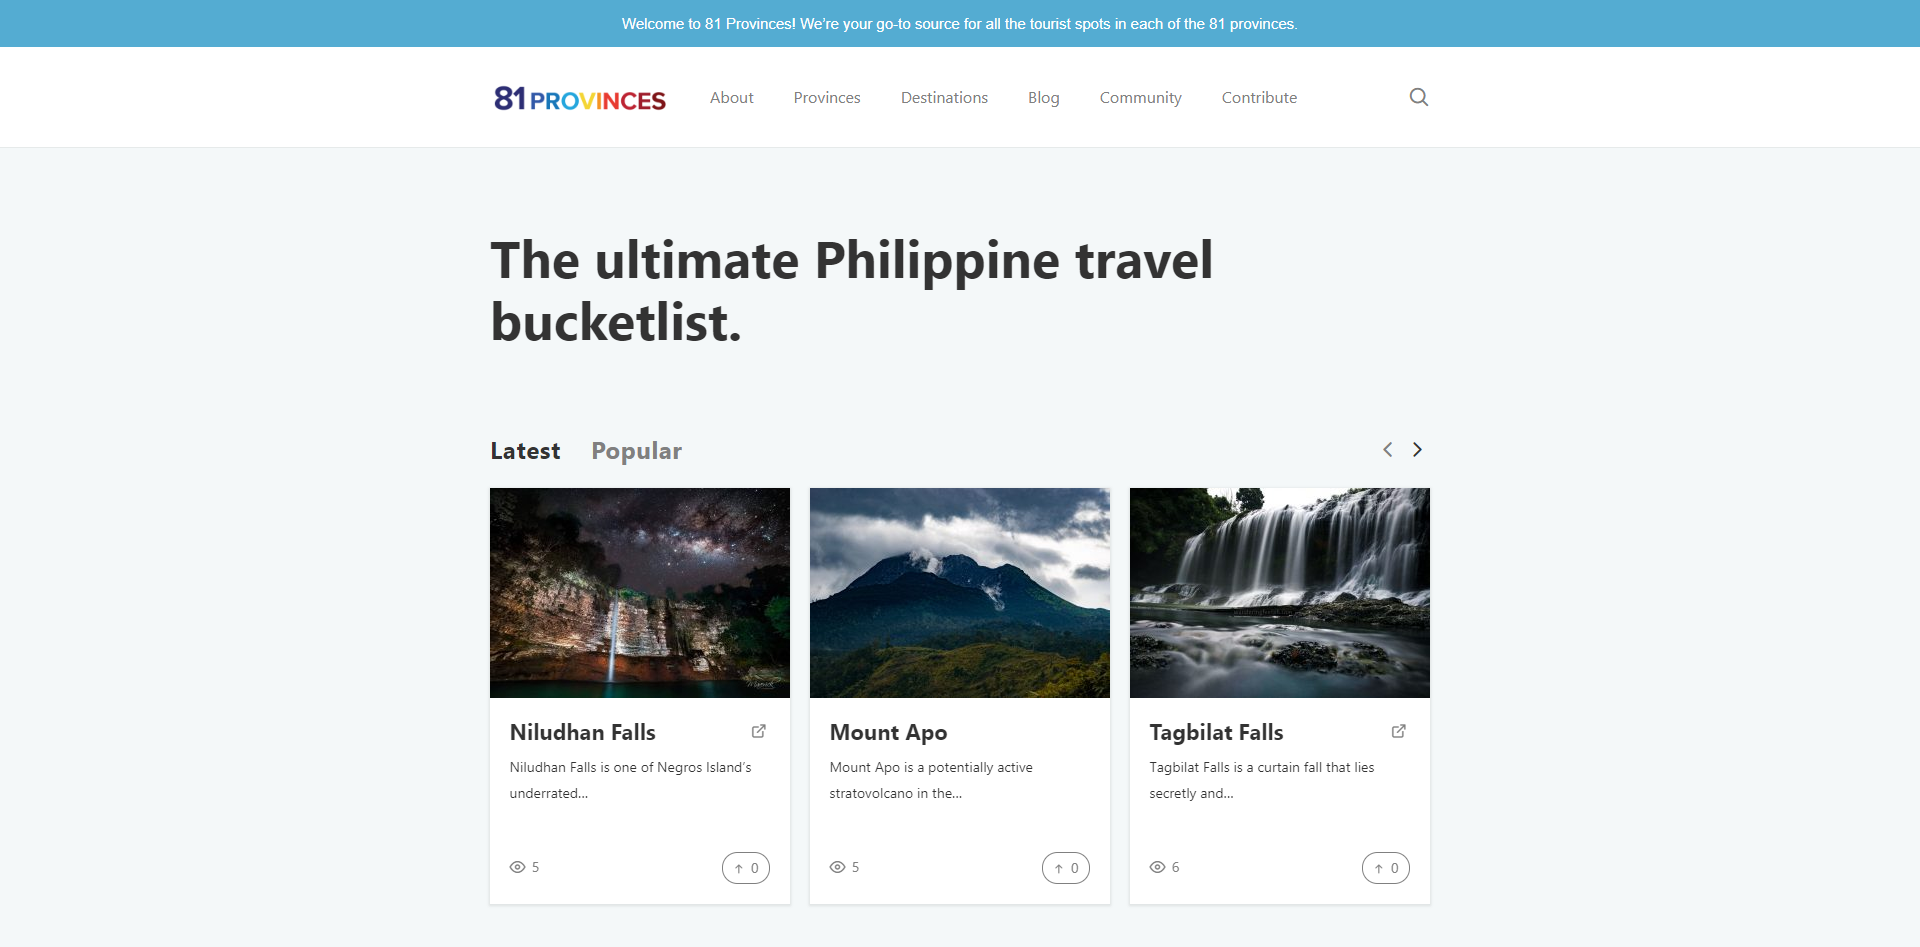 Welcome to 81 Provinces! We're your go-to source for all the tourist spots in each of the 81 provinces.
81 PROVINCES
About
Provinces
Destinations
Blog
Community
Contribute
The ultimate Philippine travel
bucketlist.
Latest
Popular
Niludhan Falls
Niludhan Falls is one of Negros Island's
underrated...
5
0
Mount Apo
Mount Apo is a potentially active
stratovolcano in the...
5
0
Tagbilat Falls
Tagbilat Falls is a curtain fall that lies
secretly and...
6
0